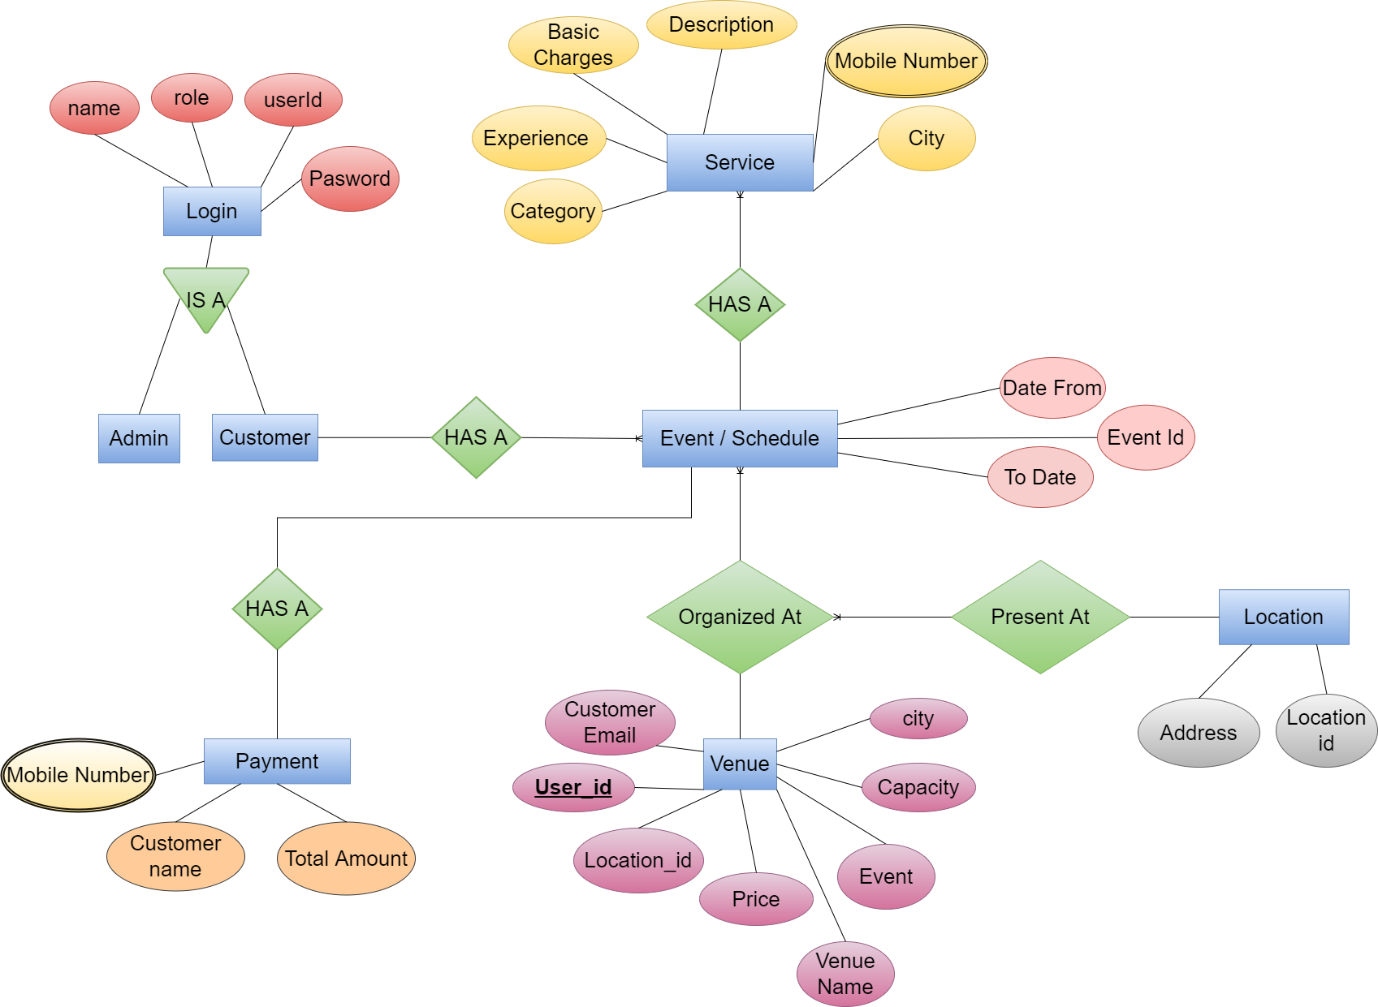 Basic
Charges
Description
Mobile Number
name
role
userId
Experience
City
Service
Pasword
Category
Login
IS A
HAS A
Date From
Admin
Customer
HAS A
Event / Schedule
Event Id
To Date
HAS A
Organized At
Present At
Location
Customer
Email
city
Location
id
Address
Payment
Venue
Mobile Number
User_id
Capacity
Customer
name
Total Amount
Location_id
Event
Price
Venue
Name